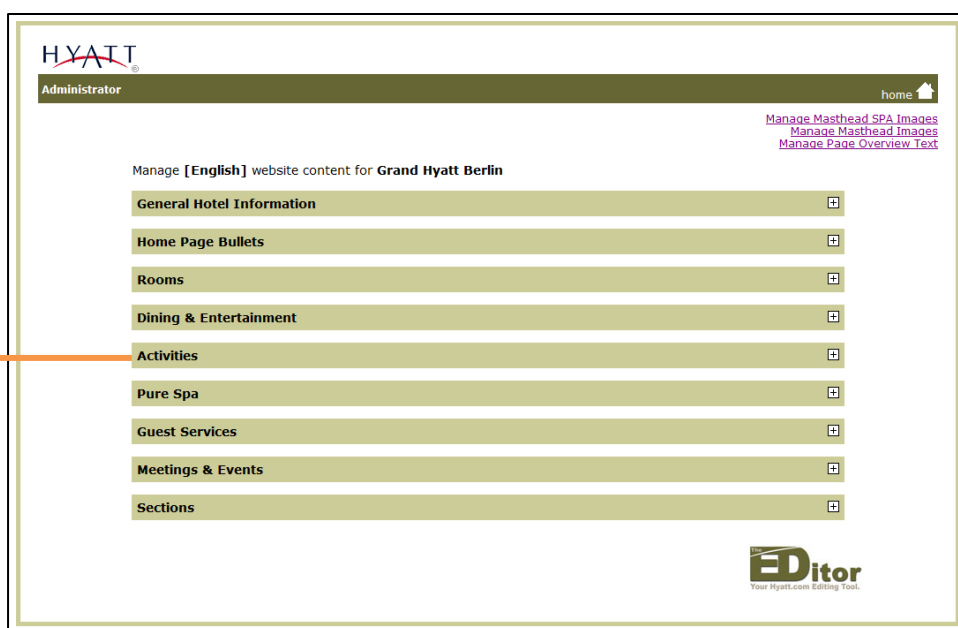 HYATT
©
Administrator
home
Manage Masthead SPA Images
Manage Masthead Images
Manage Page Overview Text
Manage [English] website content for Grand Hyatt Berlin
General Hotel Information
Home Page Bullets
Rooms
Dining & Entertainment
Activities
Pure Spa
Guest Services
Meetings & Events
Sections
The
EDitor
Your Hyatt.com Editing Tool.